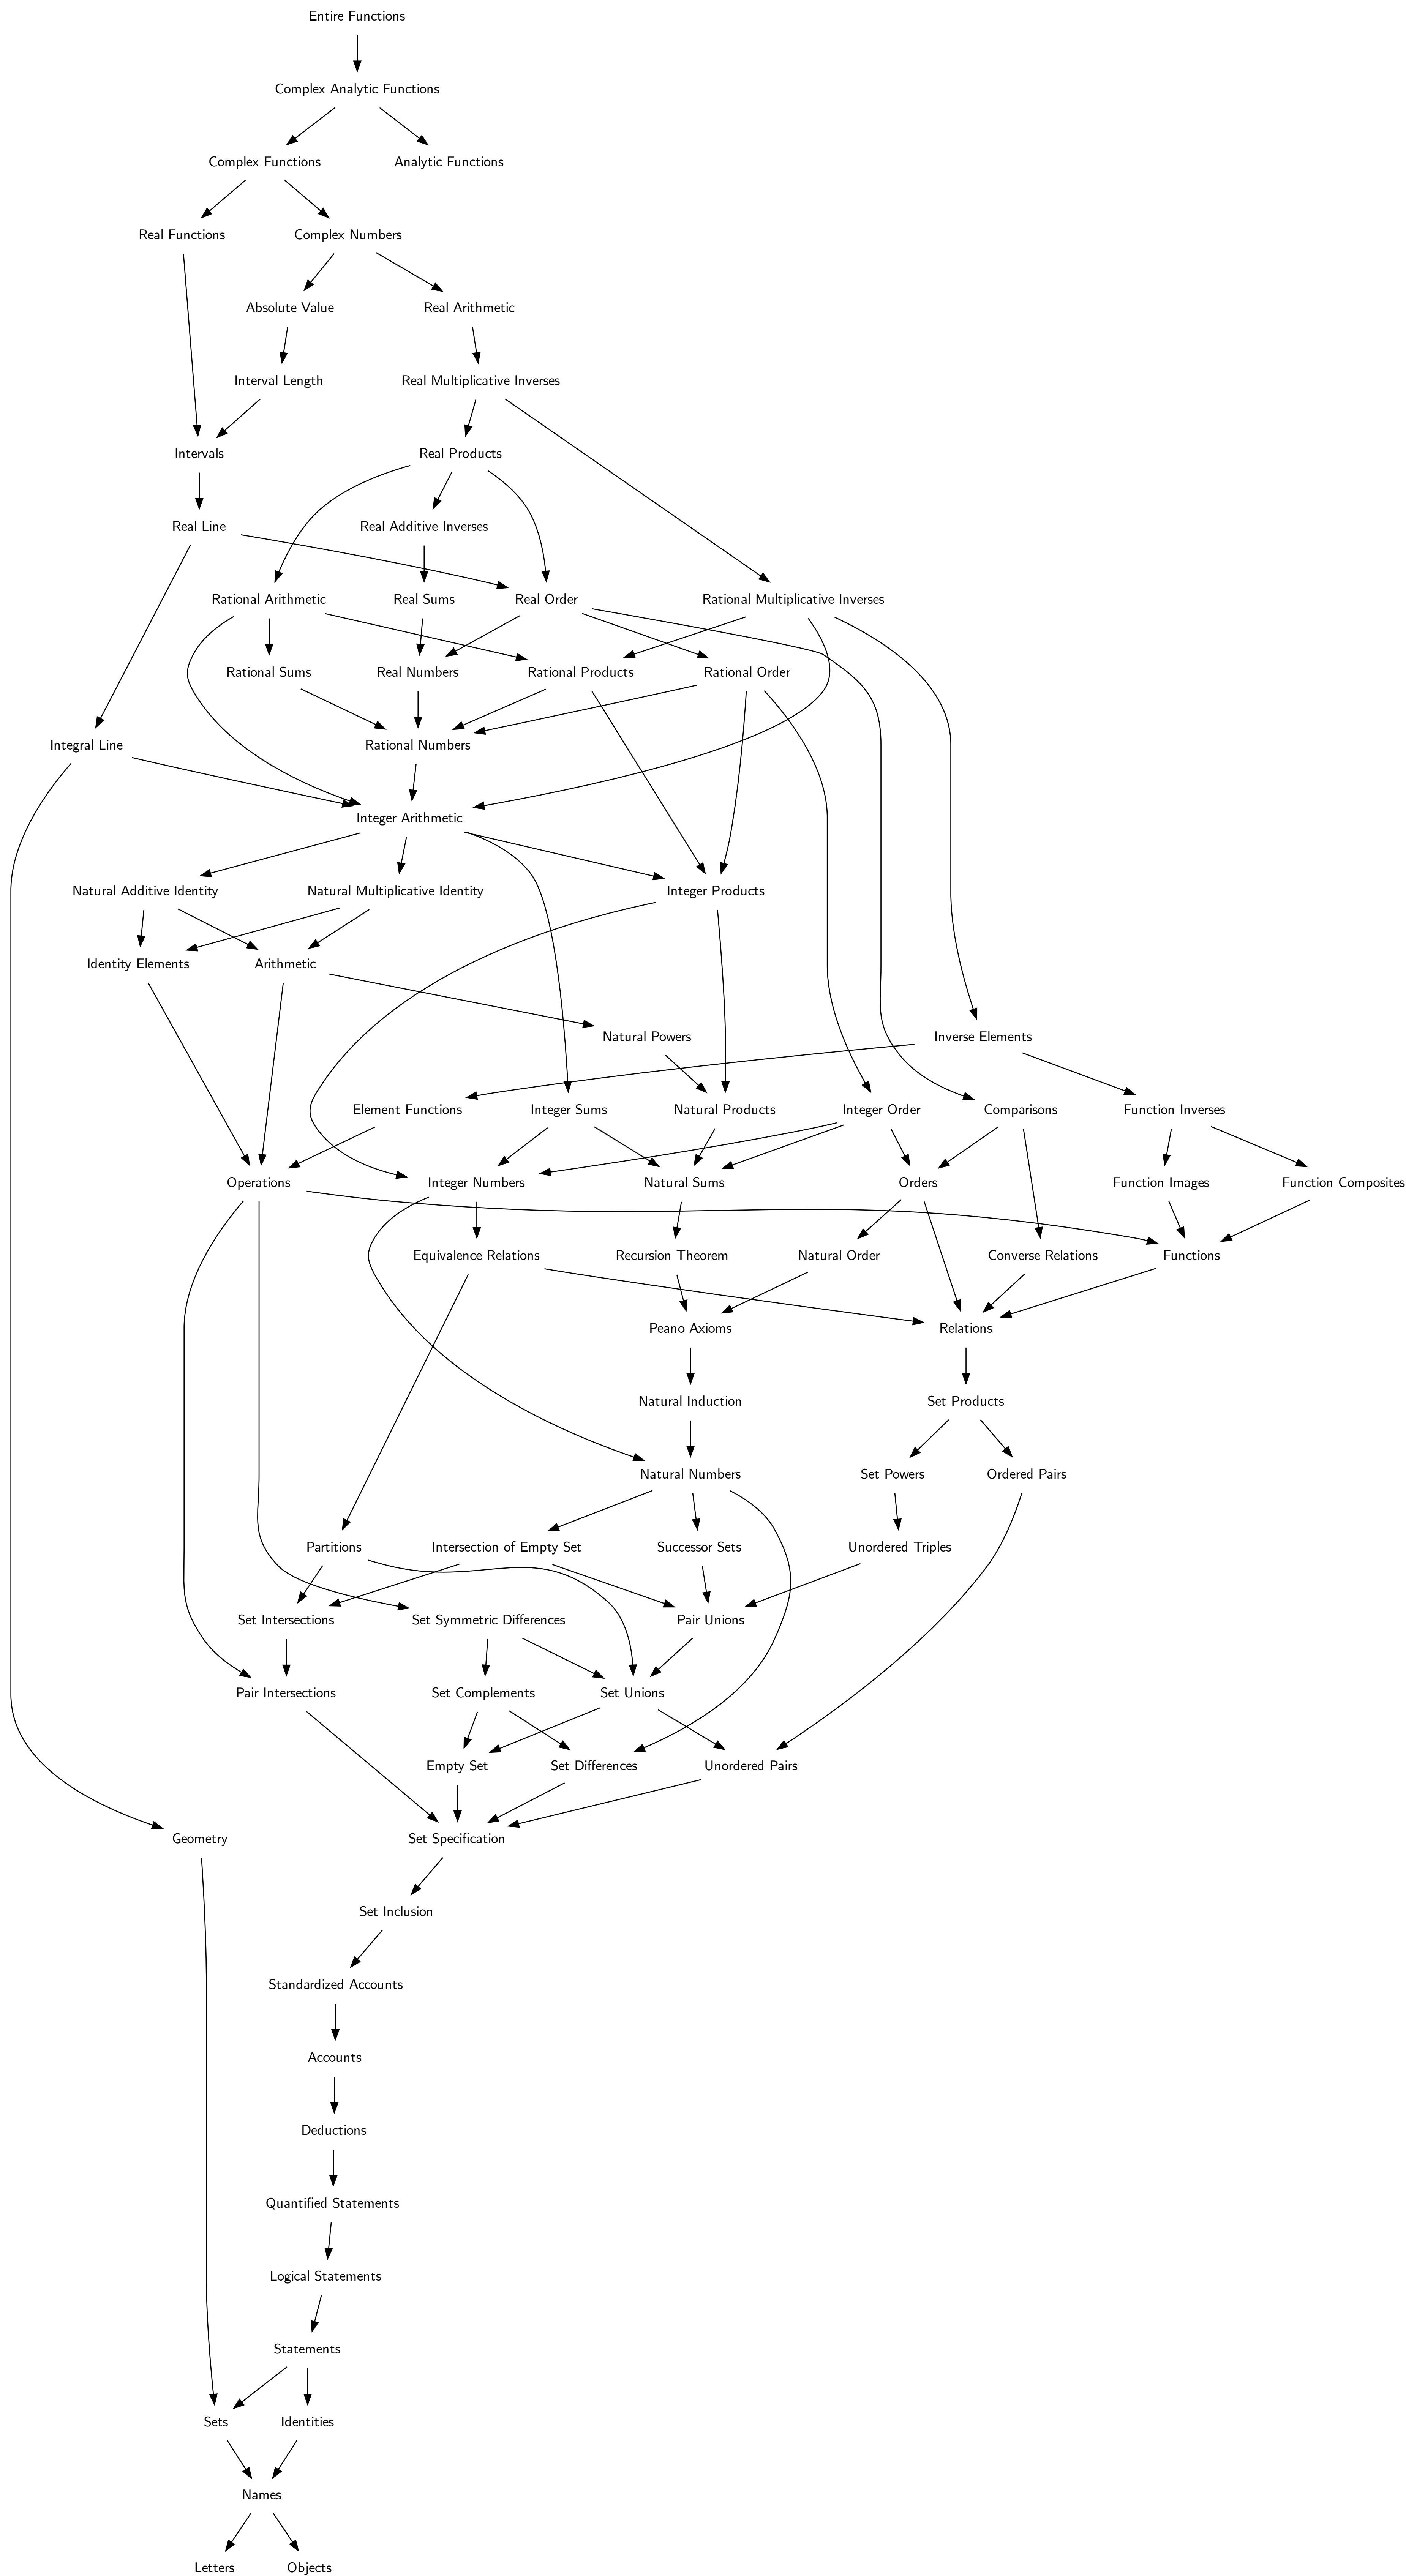 Entire Functions
Complex Analytic Functions
Complex Functions
Analytic Functions
Real Functions
Complex Numbers
Absolute Value
Real Arithmetic
Interval Length
Real Multiplicative Inverses
Intervals
Real Products
Real Line
Real Additive Inverses
Rational Arithmetic
Real Sums
Real Order
Rational Multiplicative Inverses
Rational Sums
Real Numbers
Rational Products
Rational Order
Integral Line
Rational Numbers
Integer Arithmetic
Natural Additive Identity
Natural Multiplicative Identity
Integer Products
Identity Elements
Arithmetic
Natural Powers
Inverse Elements
Element Functions
Integer Sums
Natural Products
Integer Order
Comparisons
Function Inverses
Operations
Integer Numbers
Natural Sums
Orders
Function Images
Function Composites
Equivalence Relations
Recursion Theorem
Natural Order
Converse Relations
Functions
Peano Axioms
Relations
Natural Induction
Set Products
Natural Numbers
Set Powers
Ordered Pairs
Partitions
Intersection of Empty Set
Successor Sets
Unordered Triples
Set Intersections
Set Symmetric Differences
Pair Unions
Pair Intersections
Set Complements
Set Unions
Empty Set
Set Differences
Unordered Pairs
Geometry
Set Specification
Set Inclusion
Standardized Accounts
Accounts
Deductions
Quantified Statements
Logical Statements
Statements
Sets
Identities
Names
Letters
Objects